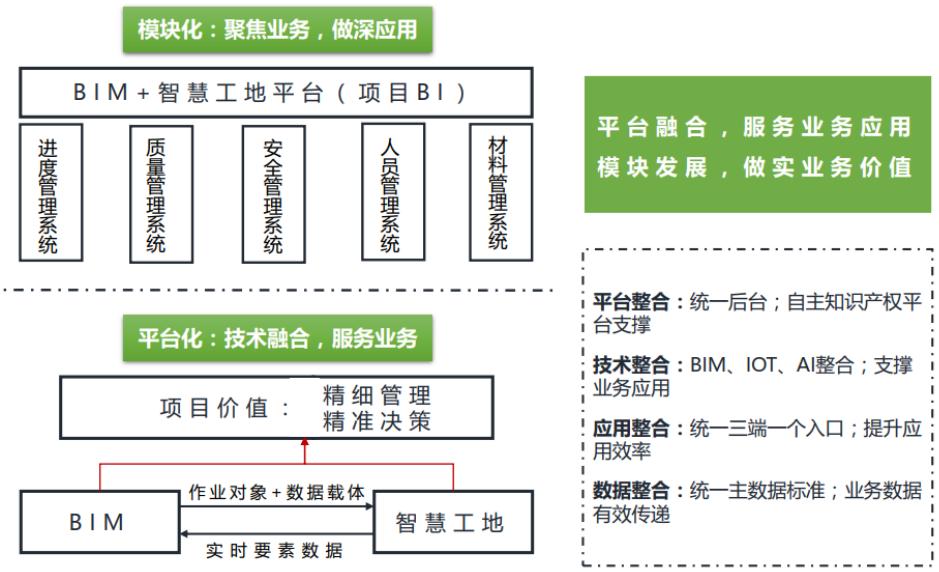 模块化：聚焦业务，做深应用
BIM+智慧工地平台（项目BI）
进度管理系统
质量管理系统
安全管理系统
人员管理系统
材料管理系统
平台化：技术融合，服务业务
项目价值：
精细管理
精准决策
作业对象+数据载体
BIM
智慧工地
实时要素数据
平台融合，服务业务应用
模块发展，做实业务价值
平台整合：统一后台；自主知识产权平
台支撑
技术整合：BIM、IOT、AI整合；支撑
业务应用
应用整合：统一三端一个入口；提升应
用效率
数据整合：统一主数据标准；业务数据
有效传递